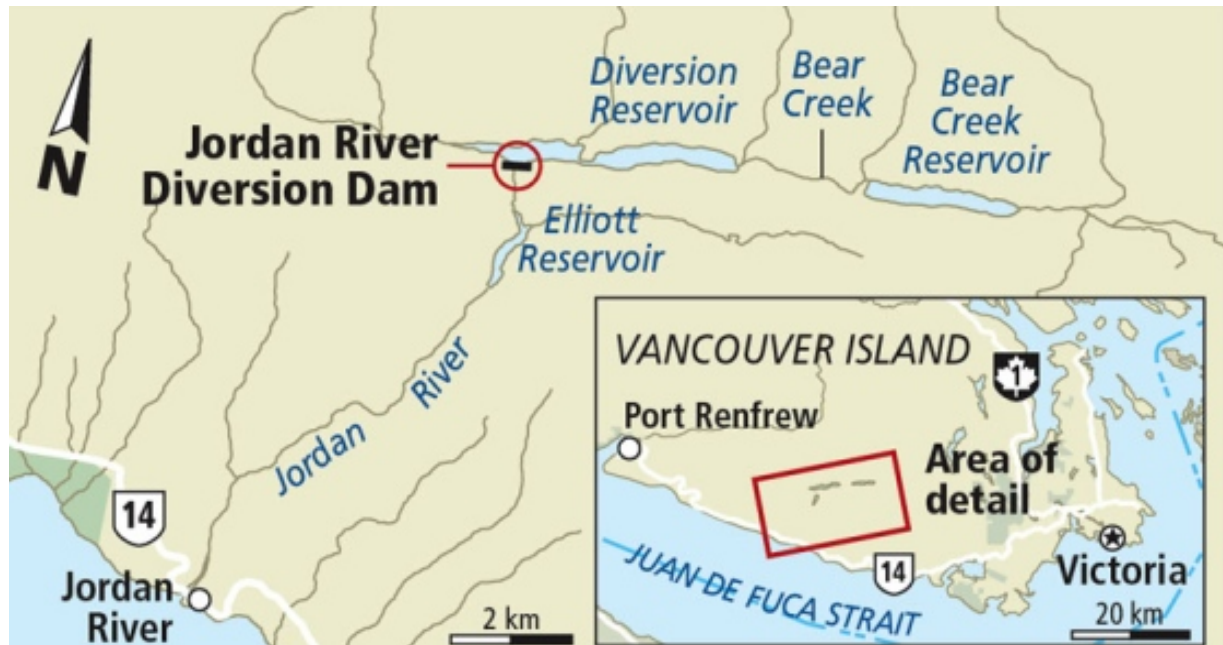 Diversion
Reservoir
Bear
Creek
Bear
Creek
Reservoir
N
Jordan River
Diversion Dam
Elliott
Reservoir
Jordan River
14
Jordan
River
2 km
VANCOUVER ISLAND
1
Port Renfrew
Area of
detail
14
Victoria
JUAN DE FUCA STRAIT
20 km